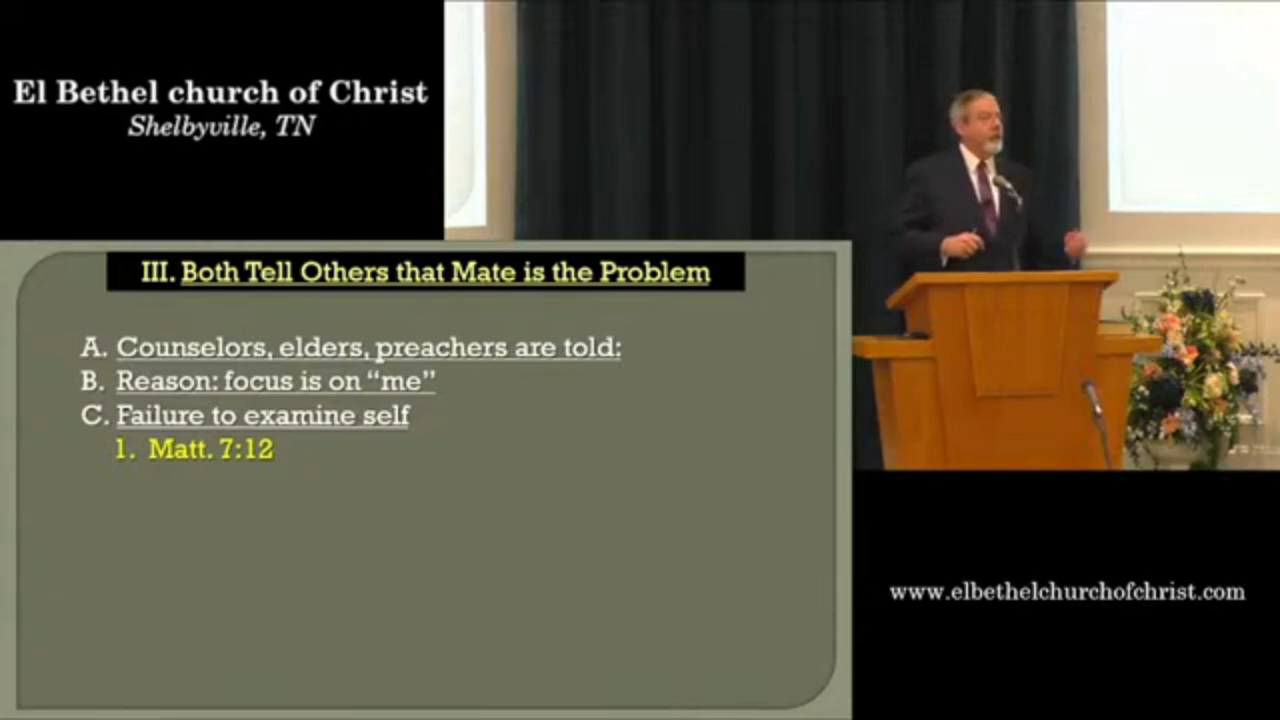 El Bethel church of Christ
Shelbyville, TN
III. Both Tell Others that Mate is the Problem
A. Counselors, elders, preachers are told:
B. Reason: focus is on “me”
C. Failure to examine self
1. Matt. 7:12
www.elbethelchurchofchrist.com